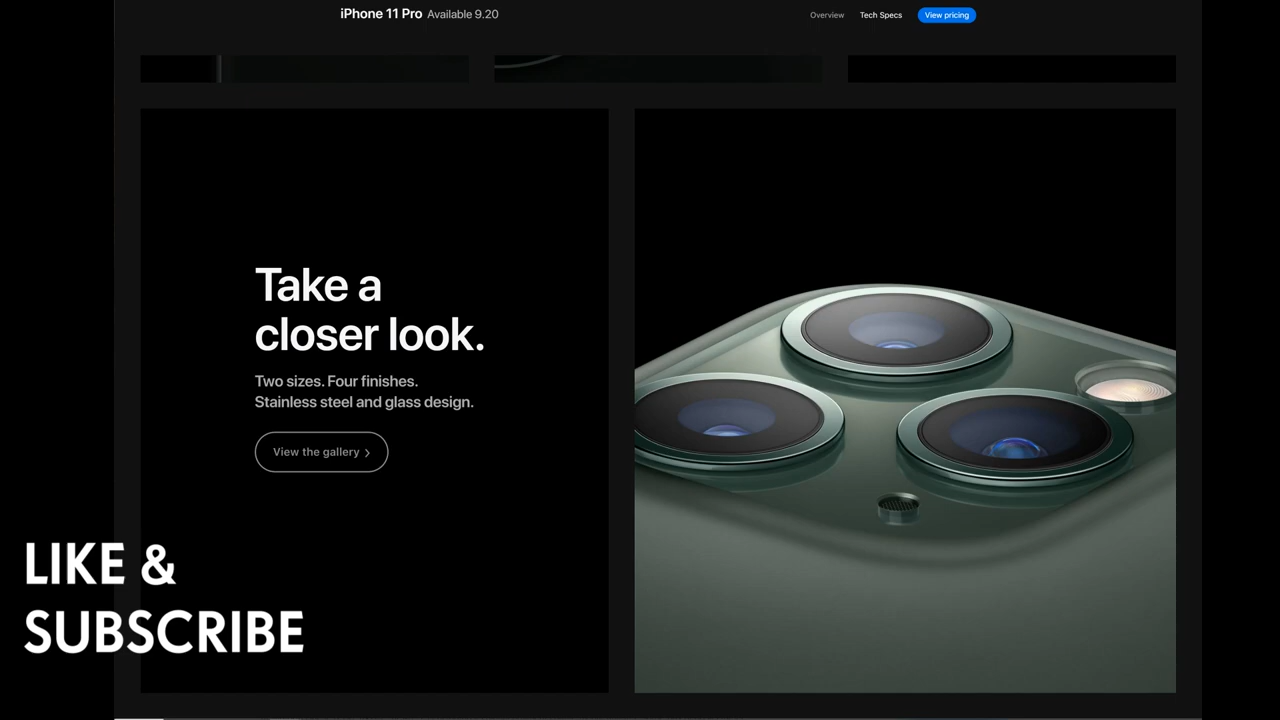 iPhone 11 Pro Available 9.20
Overview Tech Specs View pricing
Take a
closer look.
Two sizes. Four finishes.
Stainless steel and glass design.
View the gallery >
LIKE &
SUBSCRIBE